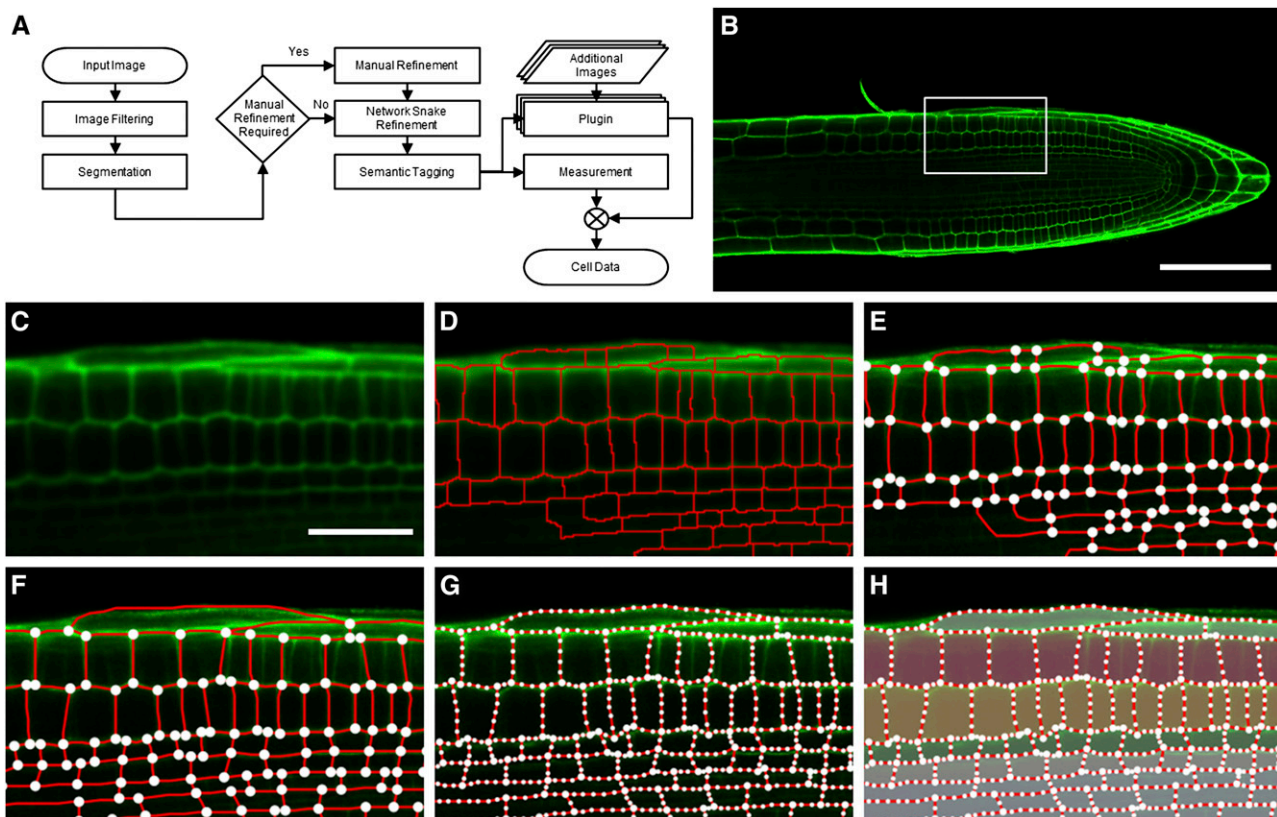 A
Input Image
Image Filtering
Segmentation
Manual
Refinement
Required
Yes
No
Manual Refinement
Network Snake
Refinement
Semantic Tagging
Additional
Images
Plugin
Measurement
Cell Data
B
C
D
E
F
G
H